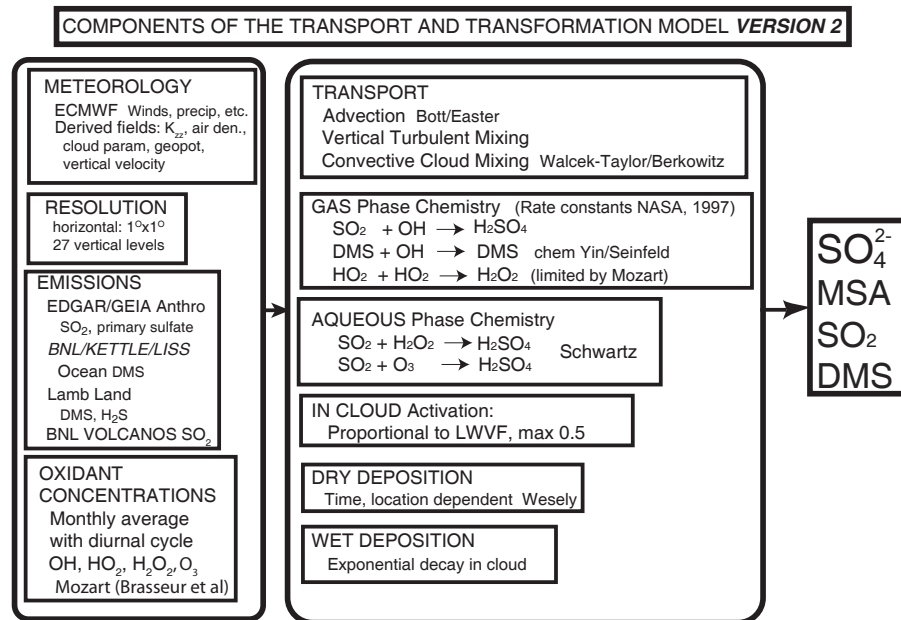 COMPONENTS OF THE TRANSPORT AND TRANSFORMATION MODEL VERSION 2
METEOROLOGY
ECMWF Winds, precip, etc.
Derived fields: Kzz, air den.,
cloud param, geopot,
vertical velocity
RESOLUTION
horizontal: 1°x1°
27 vertical levels
EMISSIONS
EDGAR/GEIA Anthro
SO₂, primary sulfate
BNL/KETTLE/LISS
Ocean DMS
Lamb Land
DMS, H₂S
BNL VOLCANOS SO₂
OXIDANT
CONCENTRATIONS
Monthly average
with diurnal cycle
OH, HO₂, H₂O₂, O₃
Mozart (Brasseur et al)
TRANSPORT
Advection Bott/Easter
Vertical Turbulent Mixing
Convective Cloud Mixing Walcek-Taylor/Berkowitz
GAS Phase Chemistry (Rate constants NASA, 1997)
SO₂ + OH → H₂SO₄
DMS + OH → DMS chem Yin/Seinfeld
HO₂ + HO₂ → H₂O₂ (limited by Mozart)
AQUEOUS Phase Chemistry
SO₂ + H₂O₂ → H₂SO₄
Schwartz
SO₂ + O₃ → H₂SO₄
IN CLOUD Activation:
Proportional to LWVF, max 0.5
DRY DEPOSITION
Time, location dependent Wesely
WET DEPOSITION
Exponential decay in cloud
SO₄²⁻
MSA
SO₂
DMS